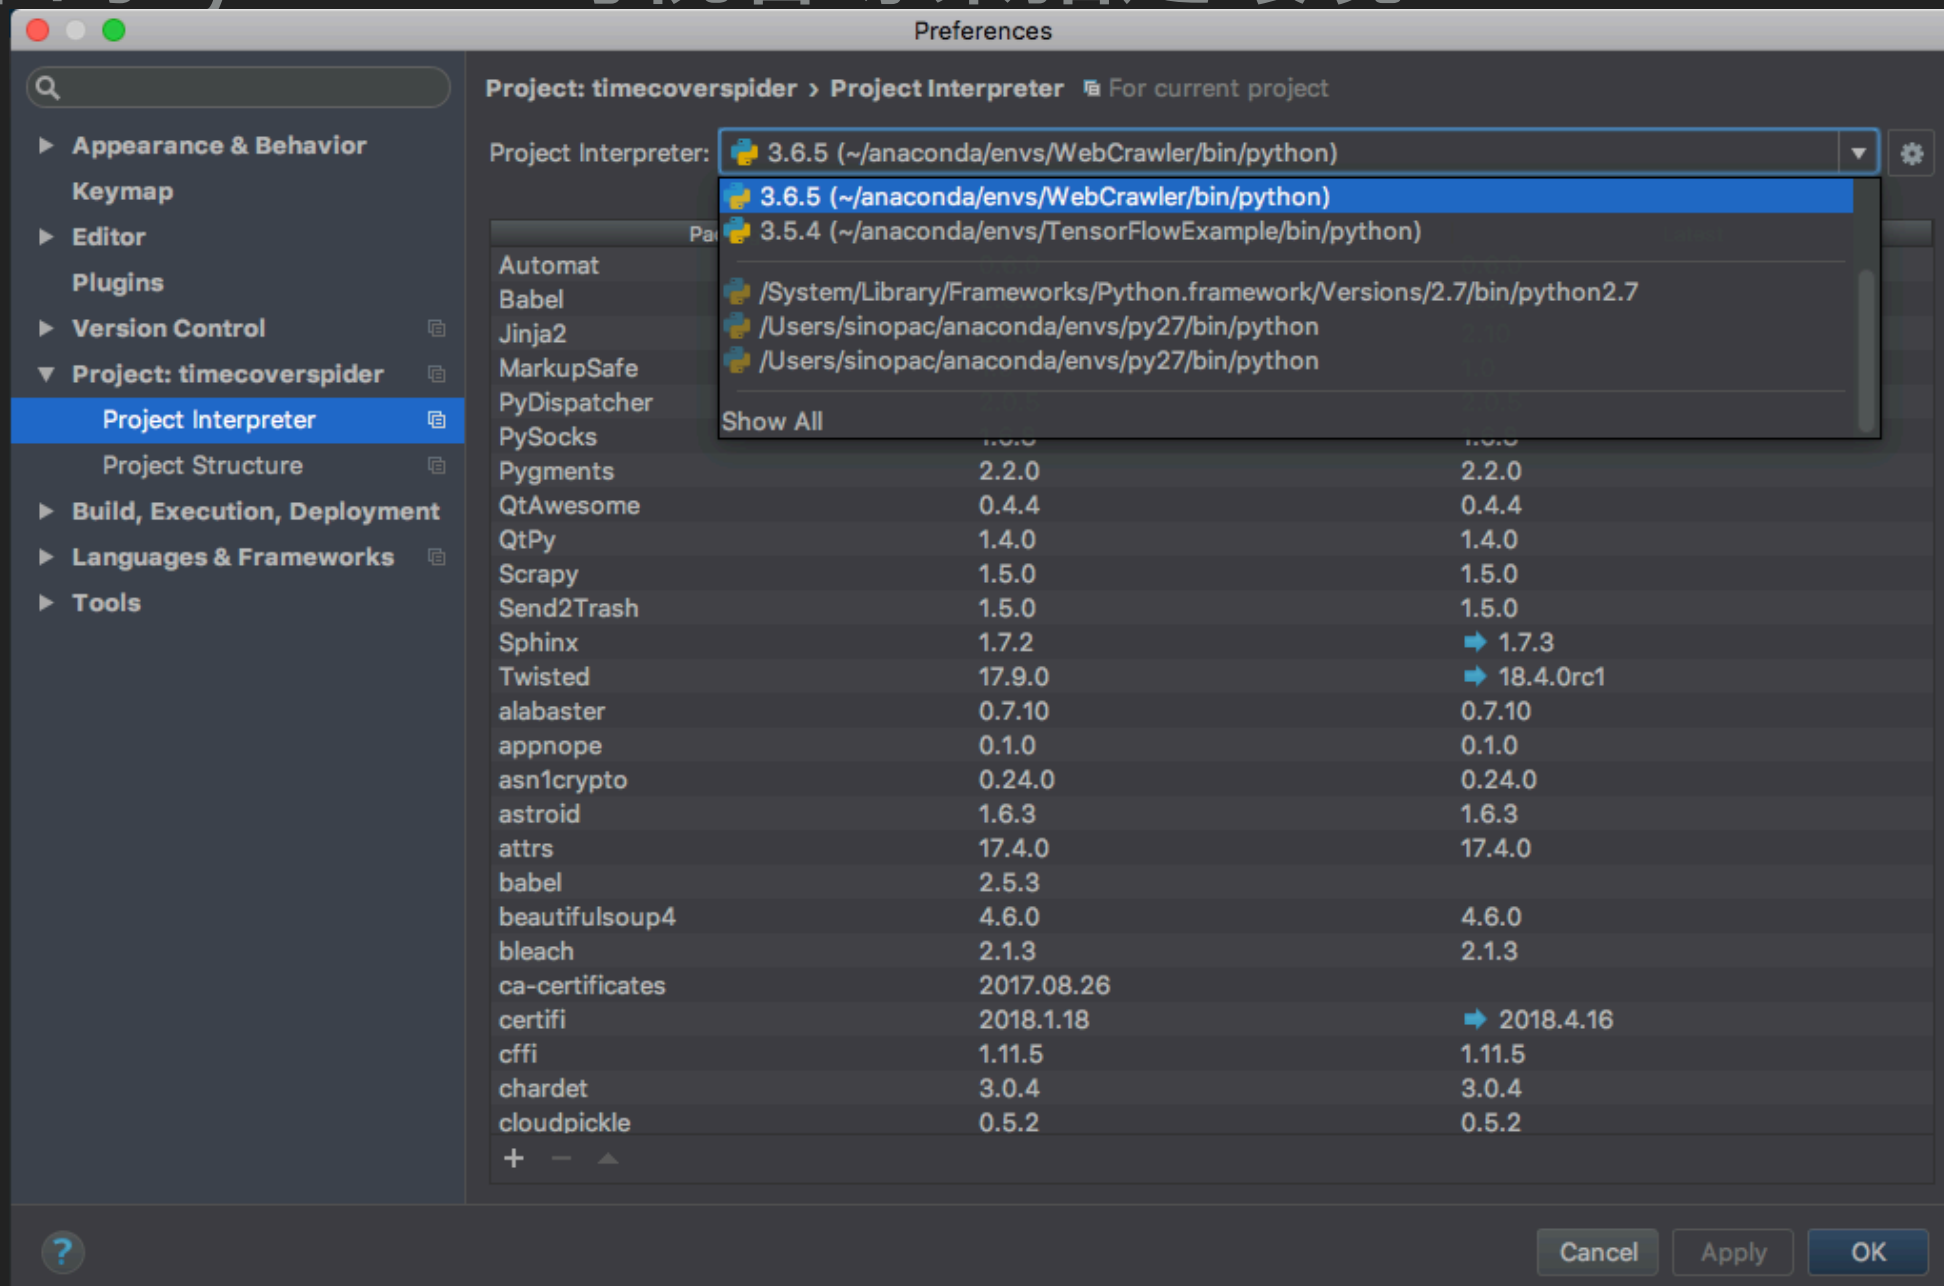 Preferences
Project: timecoverspider › Project Interpreter For current project
Appearance & Behavior
Keymap
Editor
Plugins
Version Control
Project: timecoverspider
Project Interpreter
Project Structure
Build, Execution, Deployment
Languages & Frameworks
Tools
Project Interpreter: 3.6.5 (~/anaconda/envs/WebCrawler/bin/python)
3.6.5 (~/anaconda/envs/WebCrawler/bin/python)
3.5.4 (~/anaconda/envs/TensorFlowExample/bin/python)
/System/Library/Frameworks/Python.framework/Versions/2.7/bin/python2.7
/Users/sinopac/anaconda/envs/py27/bin/python
/Users/sinopac/anaconda/envs/py27/bin/python
Show All
Automat
Babel
Jinja2
MarkupSafe
PyDispatcher
PySocks
Pygments 2.2.0 2.2.0
QtAwesome 0.4.4 0.4.4
QtPy 1.4.0 1.4.0
Scrapy 1.5.0 1.5.0
Send2Trash 1.5.0 1.5.0
Sphinx 1.7.2 1.7.3
Twisted 17.9.0 18.4.0rc1
alabaster 0.7.10 0.7.10
appnope 0.1.0 0.1.0
asn1crypto 0.24.0 0.24.0
astroid 1.6.3 1.6.3
attrs 17.4.0 17.4.0
babel 2.5.3
beautifulsoup4 4.6.0 4.6.0
bleach 2.1.3 2.1.3
ca-certificates 2017.08.26
certifi 2018.1.18 2018.4.16
cffi 1.11.5 1.11.5
chardet 3.0.4 3.0.4
cloudpickle 0.5.2 0.5.2
Cancel Apply OK